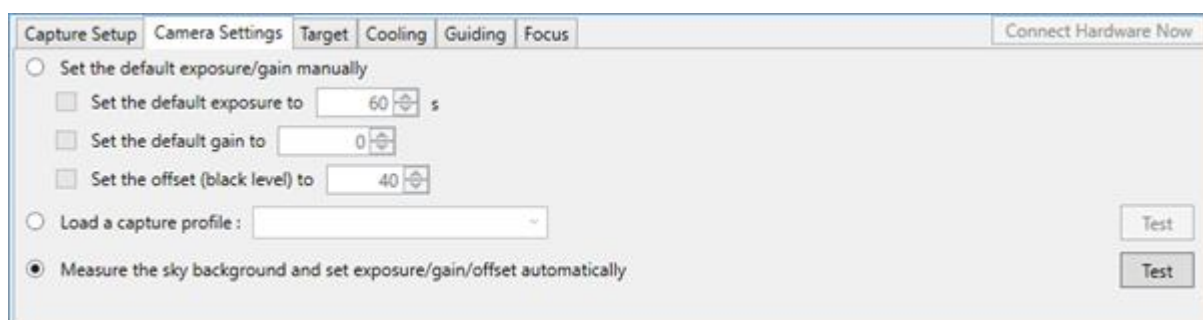 Capture Setup Camera Settings Target Cooling Guiding Focus Connect Hardware Now
Set the default exposure/gain manually
Set the default exposure to 60 s
Set the default gain to 0
Set the offset (black level) to 40
Load a capture profile : Test
Measure the sky background and set exposure/gain/offset automatically Test